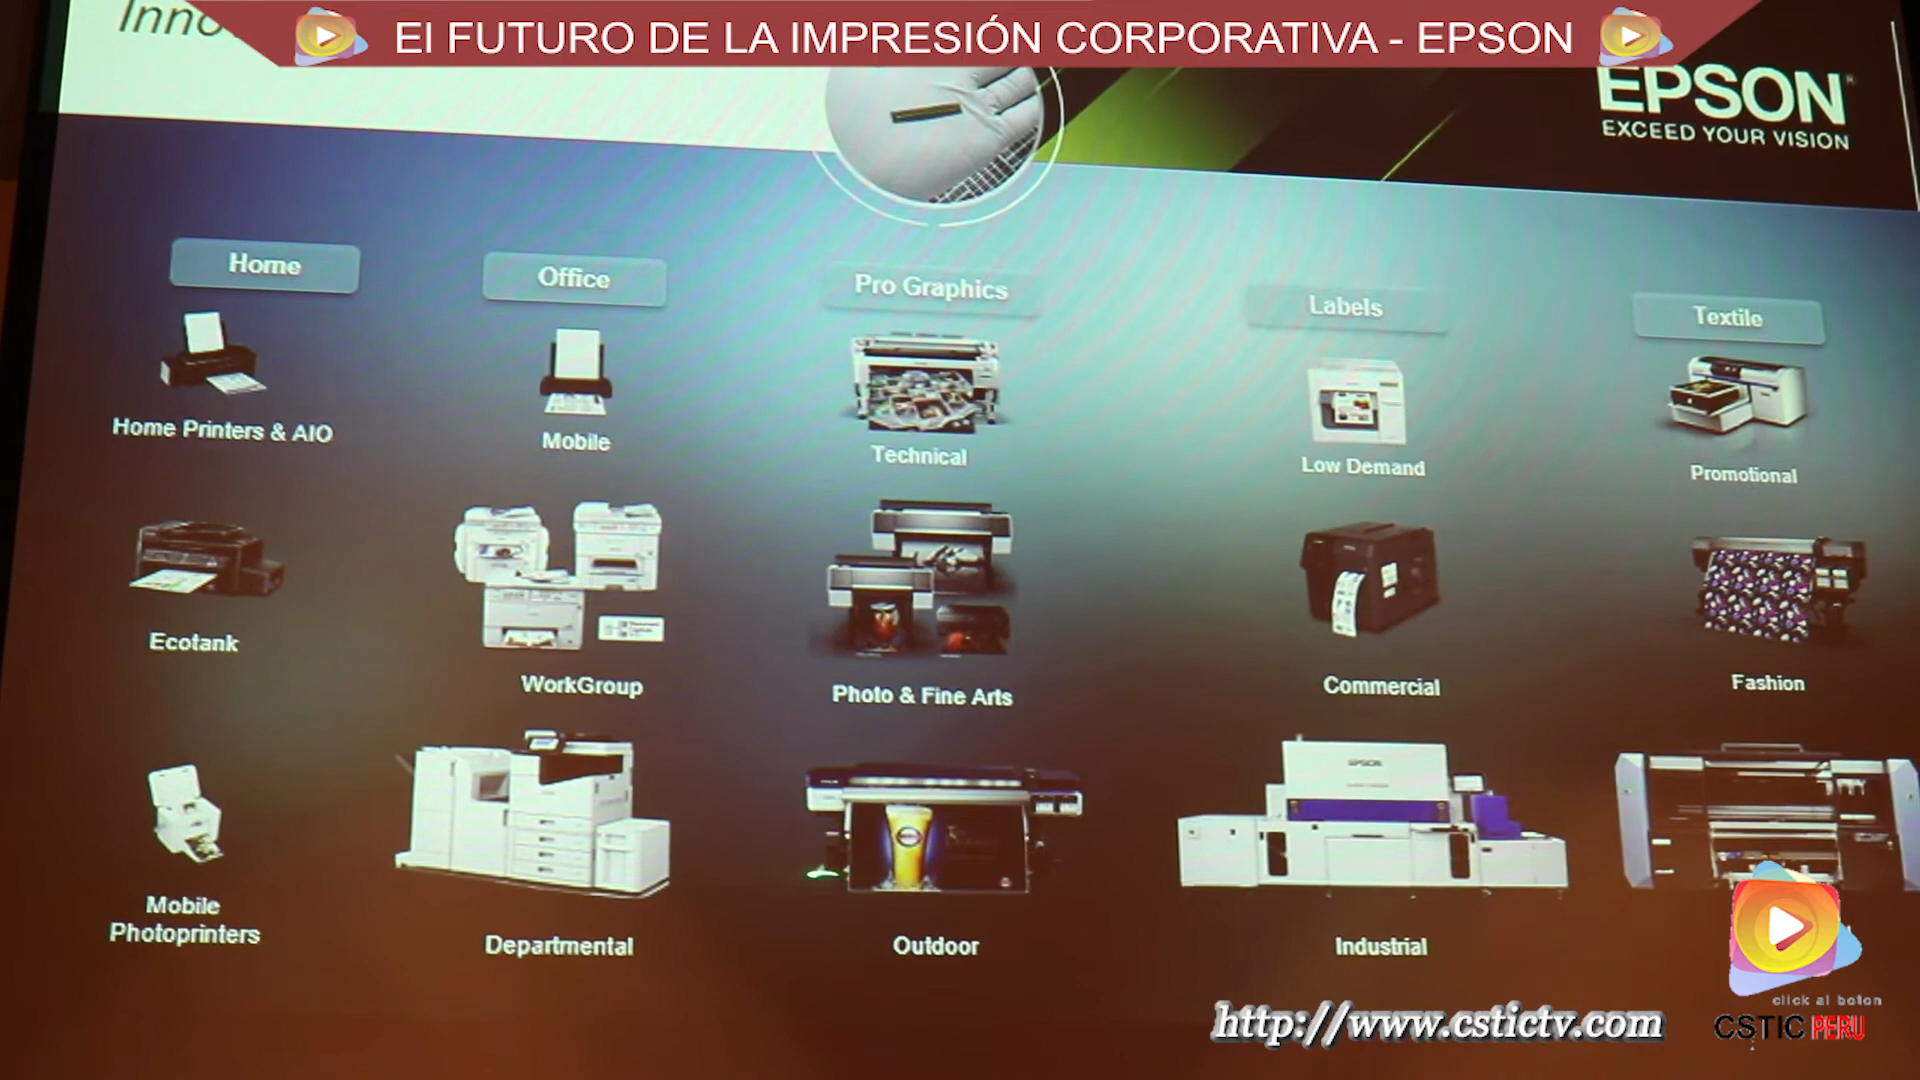 El FUTURO DE LA IMPRESIÓN CORPORATIVA - EPSON
EPSON
EXCEED YOUR VISION
Home
Office
Pro Graphics
Labels
Textile
Home Printers & AIO
Mobile
Technical
Low Demand
Promotional
Ecotank
WorkGroup
Photo & Fine Arts
Commercial
Fashion
EPSON
Mobile
Photoprinters
Departmental
Outdoor
Industrial
http://www.cstictv.com
click al boton
CSTIC PERU